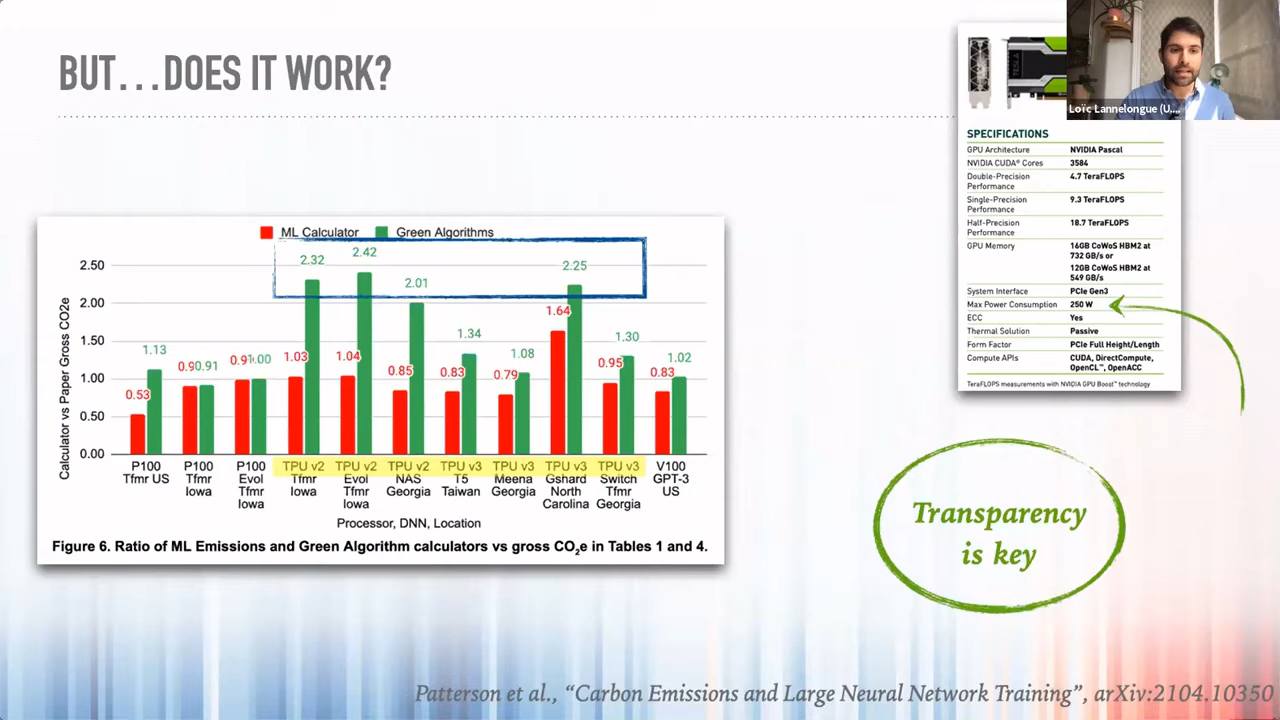 BUT...DOES IT WORK?
TESLA
Loïc Lannelongue (U....
SPECIFICATIONS
GPU Architecture NVIDIA Pascal
NVIDIA CUDA® Cores 3584
Double-Precision 4.7 TeraFLOPS
Performance
Single-Precision 9.3 TeraFLOPS
Performance
Half-Precision 18.7 TeraFLOPS
Performance
GPU Memory 16GB CoWoS HBM2 at
732 GB/s or
12GB CoWoS HBM2 at
549 GB/s
System Interface PCIe Gen3
Max Power Consumption 250 W
ECC Yes
Thermal Solution Passive
Form Factor PCIe Full Height/Length
Compute APIs CUDA, DirectCompute,
OpenCL™, OpenACC
TeraFLOPS measurements with NVIDIA GPU Boost™ technology
ML Calculator Green Algorithms
Calculator vs Paper Gross CO2e
2.50
2.00
1.50
1.00
0.50
0.00
0.53 1.13
0.90 0.91
0.91 1.00
1.03 2.32
1.04 2.42
0.85 2.01
0.83 1.34
0.79 1.08
1.64 2.25
0.95 1.30
0.83 1.02
P100 Tfmr US
P100 Tfmr Iowa
P100 Evol Tfmr Iowa
TPU v2 Tfmr Iowa
TPU v2 Evol Tfmr Iowa
TPU v2 NAS Georgia
TPU v3 T5 Taiwan
TPU v3 Meena Georgia
TPU v3 Gshard North Carolina
TPU v3 Switch Tfmr Georgia
V100 GPT-3 US
Processor, DNN, Location
Figure 6. Ratio of ML Emissions and Green Algorithm calculators vs gross CO₂e in Tables 1 and 4.
Transparency
is key
Patterson et al., “Carbon Emissions and Large Neural Network Training”, arXiv:2104.10350